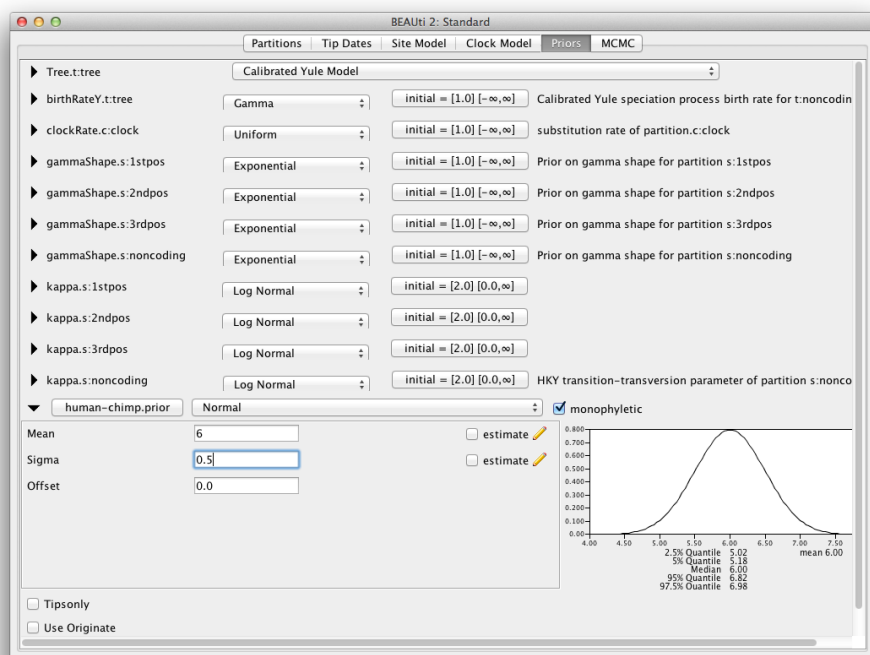 BEAUti 2: Standard
Partitions Tip Dates Site Model Clock Model Priors MCMC
Tree.t:tree Calibrated Yule Model
birthRateY.t:tree Gamma initial = [1.0] [-∞,∞] Calibrated Yule speciation process birth rate for t:noncodin
clockRate.c:clock Uniform initial = [1.0] [-∞,∞] substitution rate of partition.c:clock
gammaShape.s:1stpos Exponential initial = [1.0] [-∞,∞] Prior on gamma shape for partition s:1stpos
gammaShape.s:2ndpos Exponential initial = [1.0] [-∞,∞] Prior on gamma shape for partition s:2ndpos
gammaShape.s:3rdpos Exponential initial = [1.0] [-∞,∞] Prior on gamma shape for partition s:3rdpos
gammaShape.s:noncoding Exponential initial = [1.0] [-∞,∞] Prior on gamma shape for partition s:noncoding
kappa.s:1stpos Log Normal initial = [2.0] [0.0,∞]
kappa.s:2ndpos Log Normal initial = [2.0] [0.0,∞]
kappa.s:3rdpos Log Normal initial = [2.0] [0.0,∞]
kappa.s:noncoding Log Normal initial = [2.0] [0.0,∞] HKY transition-transversion parameter of partition s:nonco
human-chimp.prior Normal monophyletic
Mean 6 estimate
Sigma 0.5 estimate
Offset 0.0
0.800
0.700
0.600
0.500
0.400
0.300
0.200
0.100
0.00
4.00 4.50 5.00 5.50 6.00 6.50 7.00 7.50
2.5% Quantile 5.02 mean 6.00
5% Quantile 5.18
Median 6.00
95% Quantile 6.82
97.5% Quantile 6.98
Tipsonly
Use Originate